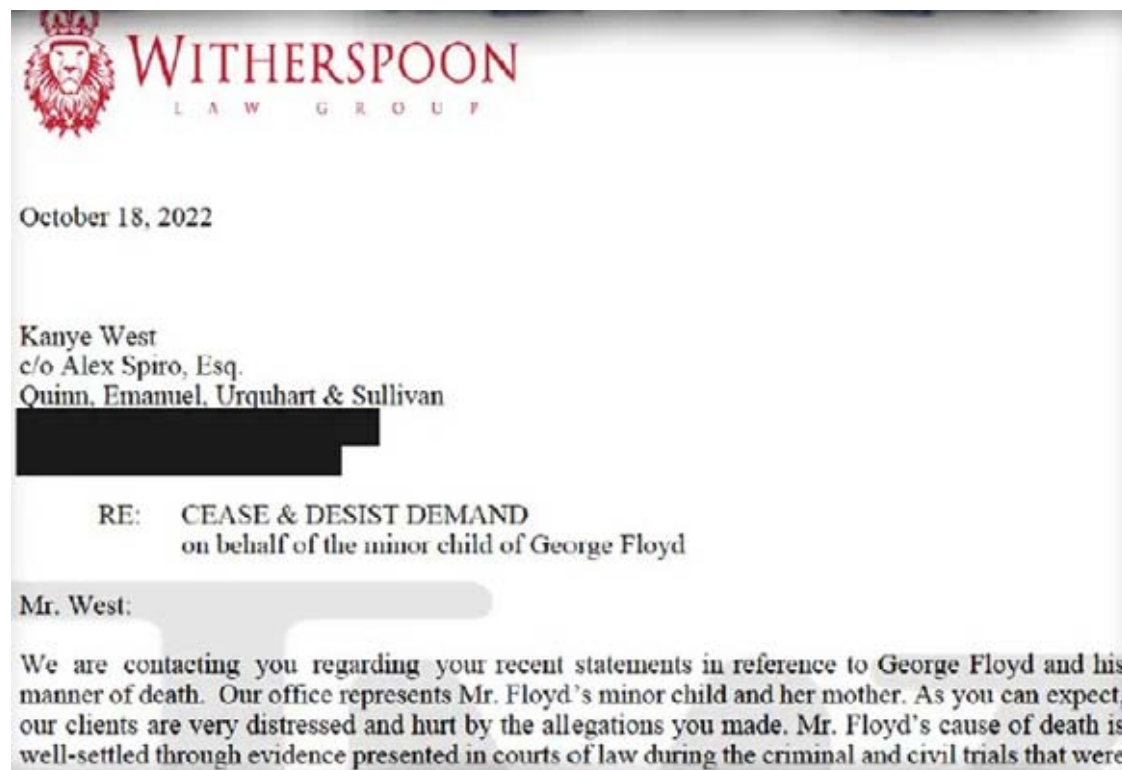 WITHERSPOON
LAW GROUP
October 18, 2022
Kanye West
c/o Alex Spiro, Esq.
Quinn, Emanuel, Urquhart & Sullivan
RE: CEASE & DESIST DEMAND
on behalf of the minor child of George Floyd
Mr. West:
We are contacting you regarding your recent statements in reference to George Floyd and his
manner of death. Our office represents Mr. Floyd's minor child and her mother. As you can expect,
our clients are very distressed and hurt by the allegations you made. Mr. Floyd's cause of death is
well-settled through evidence presented in courts of law during the criminal and civil trials that were